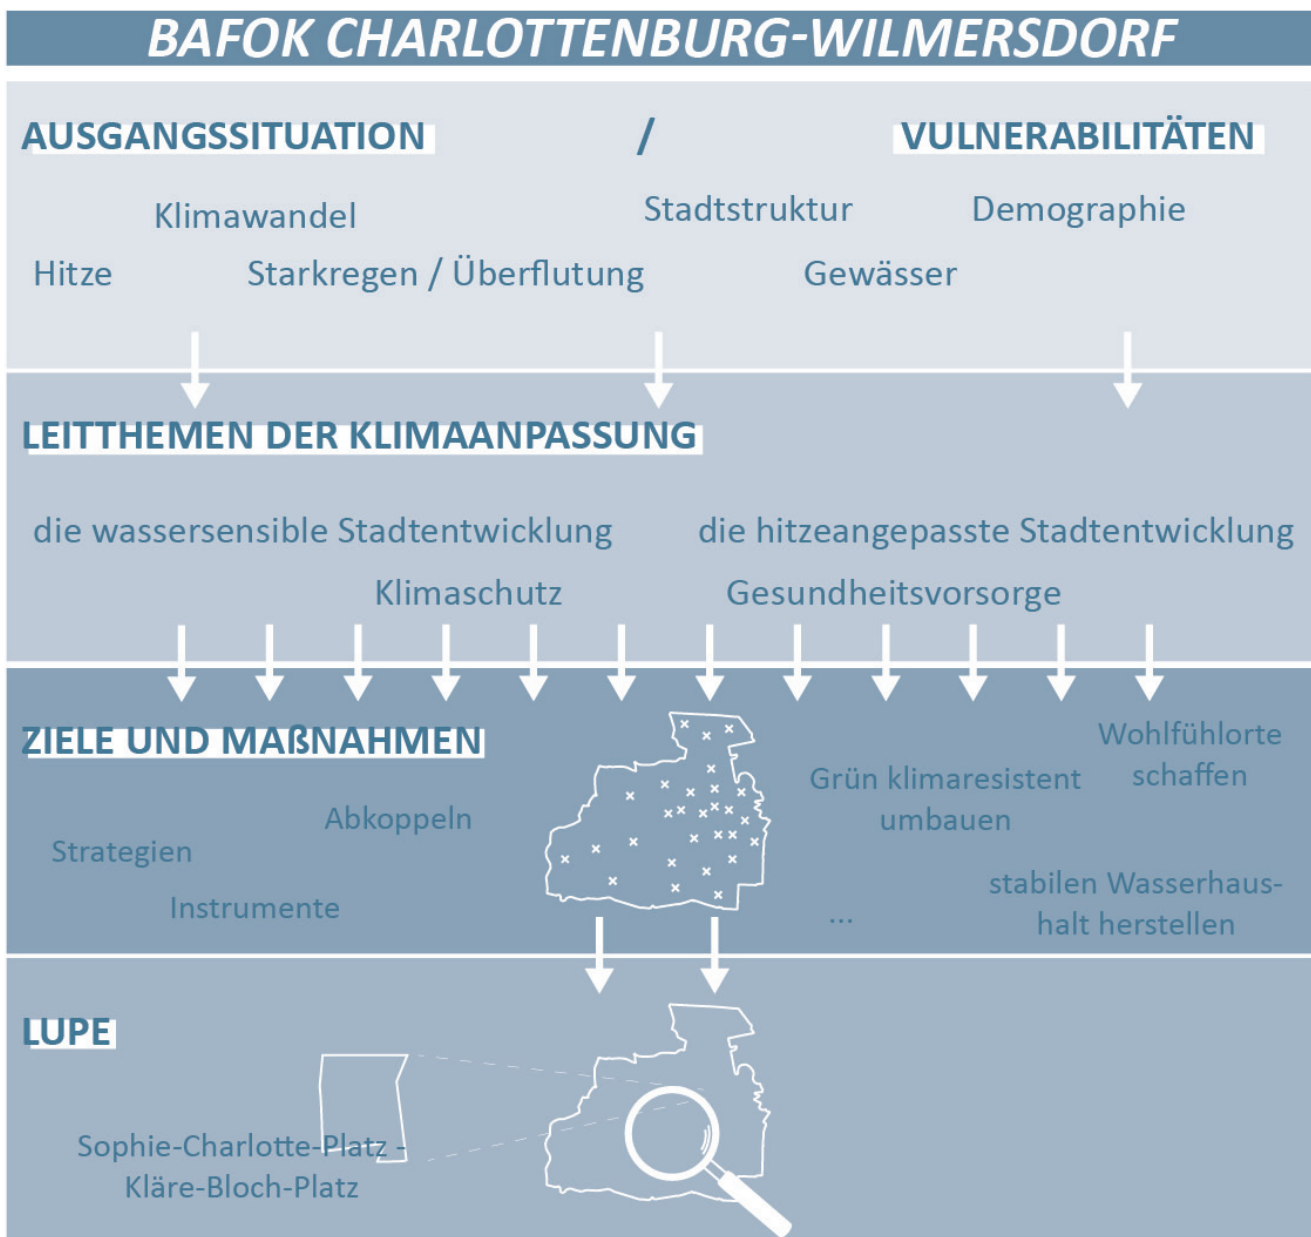 BAFOK CHARLOTTENBURG-WILMERSDORF
AUSGANGSSITUATION / VULNERABILITÄTEN
Klimawandel Stadtstruktur Demographie
Hitze Starkregen / Überflutung Gewässer
LEITTHEMEN DER KLIMAANPASSUNG
die wassersensible Stadtentwicklung die hitzeangepasste Stadtentwicklung
Klimaschutz Gesundheitsvorsorge
ZIELE UND MAßNAHMEN
Strategien
Abkoppeln
Instrumente
Grün klimaresistent
umbauen
Wohlfühlorte
schaffen
...
stabilen Wasserhaus-
halt herstellen
LUPE
Sophie-Charlotte-Platz -
Kläre-Bloch-Platz